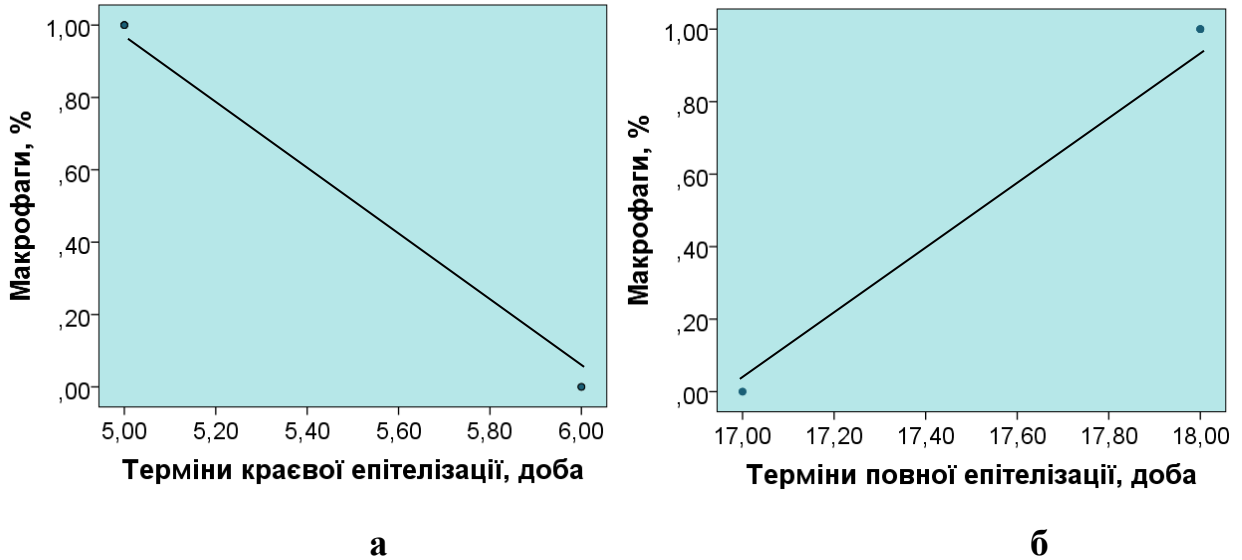 Макрофаги, %
1,00
,80
,60
,40
,20
,00
5,00 5,20 5,40 5,60 5,80 6,00
Терміни краєвої епітелізації, доба
а
Макрофаги, %
1,00
,80
,60
,40
,20
,00
17,00 17,20 17,40 17,60 17,80 18,00
Терміни повної епітелізації, доба
б